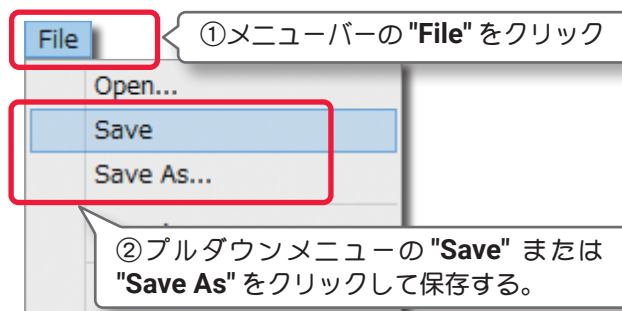 File
①メニューバーの "File" をクリック
Open...
Save
Save As...
②プルダウンメニューの "Save" または
"Save As" をクリックして保存する。